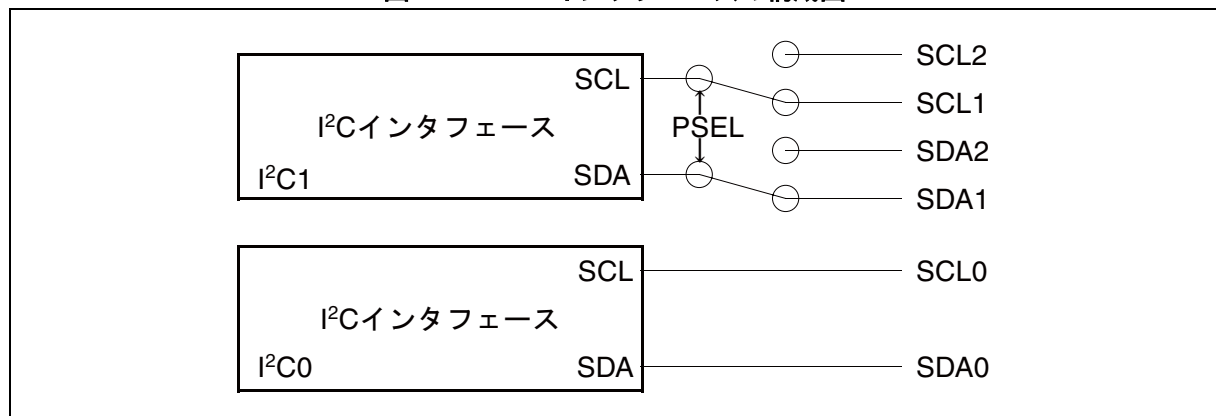 SCL SCL2
I²Cインタフェース PSEL SCL1
SDA2
I²C1 SDA SDA1
SCL SCL0
I²Cインタフェース
I²C0 SDA SDA0